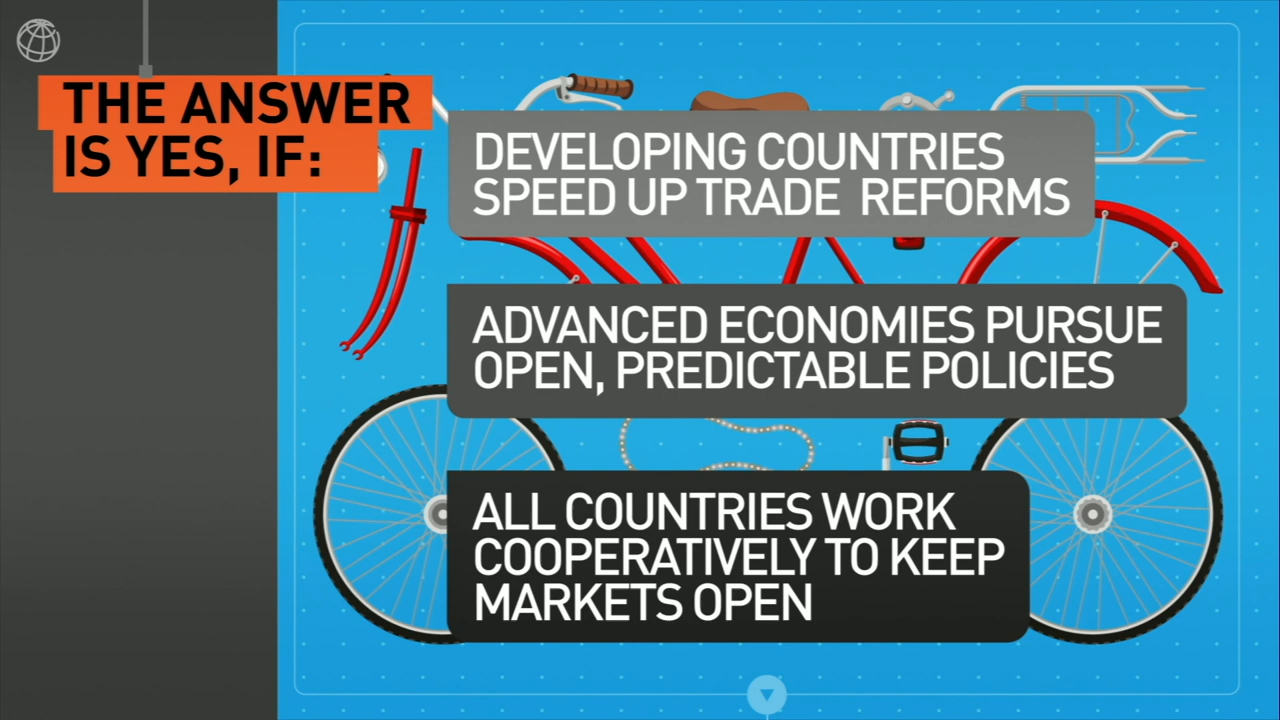 THE ANSWER
IS YES, IF:
DEVELOPING COUNTRIES
SPEED UP TRADE REFORMS
ADVANCED ECONOMIES PURSUE
OPEN, PREDICTABLE POLICIES
ALL COUNTRIES WORK
COOPERATIVELY TO KEEP
MARKETS OPEN